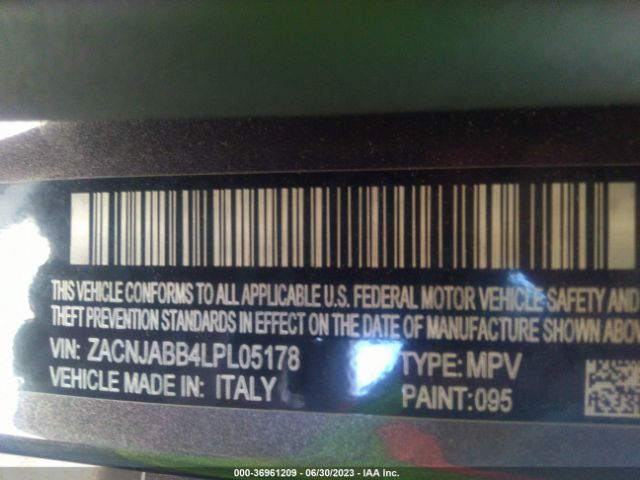 THIS VEHICLE CONFORMS TO ALL APPLICABLE U.S. FEDERAL MOTOR VEHICLE SAFETY AND
THEFT PREVENTION STANDARDS IN EFFECT ON THE DATE OF MANUFACTURE SHOWN ABOV
VIN: ZACNJABB4LPL05178 TYPE: MPV
VEHICLE MADE IN: ITALY PAINT: 095
000-36961209 - 06/30/2023 - IAA Inc.